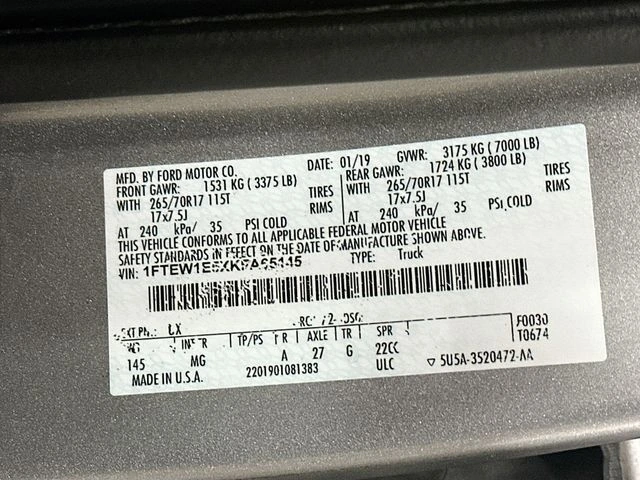 MFD. BY FORD MOTOR CO. DATE: 01/19 GVWR: 3175 KG (7000 LB)
FRONT GAWR: 1531 KG (3375 LB) REAR GAWR: 1724 KG (3800 LB)
WITH 265/70R17 115T TIRES WITH 265/70R17 115T TIRES
17x7.5J RIMS 17x7.5J RIMS
AT 240 kPa/ 35 PSI COLD AT 240 kPa/ 35 PSI COLD
THIS VEHICLE CONFORMS TO ALL APPLICABLE FEDERAL MOTOR VEHICLE
SAFETY STANDARDS IN EFFECT ON THE DATE OF MANUFACTURE SHOWN ABOVE.
VIN: TYPE: Truck
F0030
T0674
TP/PS AXLE TR SPR
145 MG A 27 G ULC 5U5A-3520472-AA
MADE IN U.S.A. 2201901081383